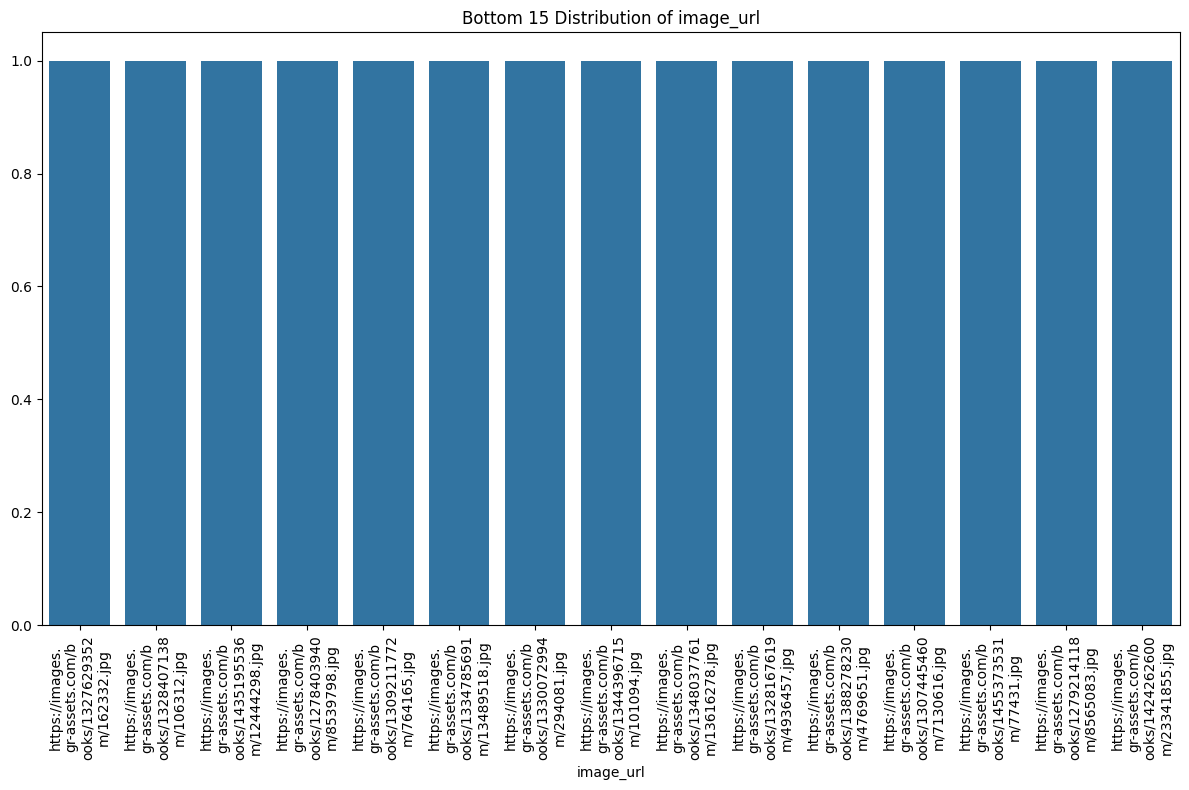 Bottom 15 Distribution of image_url
1.0
0.8
0.6
0.4
0.2
0.0
https://images.
gr-assets.com/b
ooks/1327629352
m/162332.jpg
https://images.
gr-assets.com/b
ooks/1328407138
m/106312.jpg
https://images.
gr-assets.com/b
ooks/1435195536
m/12444298.jpg
https://images.
gr-assets.com/b
ooks/1278403940
m/8539798.jpg
https://images.
gr-assets.com/b
ooks/1309211772
m/764165.jpg
https://images.
gr-assets.com/b
ooks/1334785691
m/13489518.jpg
https://images.
gr-assets.com/b
ooks/1330072994
m/294081.jpg
https://images.
gr-assets.com/b
ooks/1344396715
m/101094.jpg
https://images.
gr-assets.com/b
ooks/1348037761
m/13616278.jpg
https://images.
gr-assets.com/b
ooks/1328167619
m/4936457.jpg
https://images.
gr-assets.com/b
ooks/1388278230
m/4769651.jpg
https://images.
gr-assets.com/b
ooks/1307445460
m/7130616.jpg
https://images.
gr-assets.com/b
ooks/1455373531
m/77431.jpg
https://images.
gr-assets.com/b
ooks/1279214118
m/8565083.jpg
https://images.
gr-assets.com/b
ooks/1424262600
m/23341855.jpg
image_url